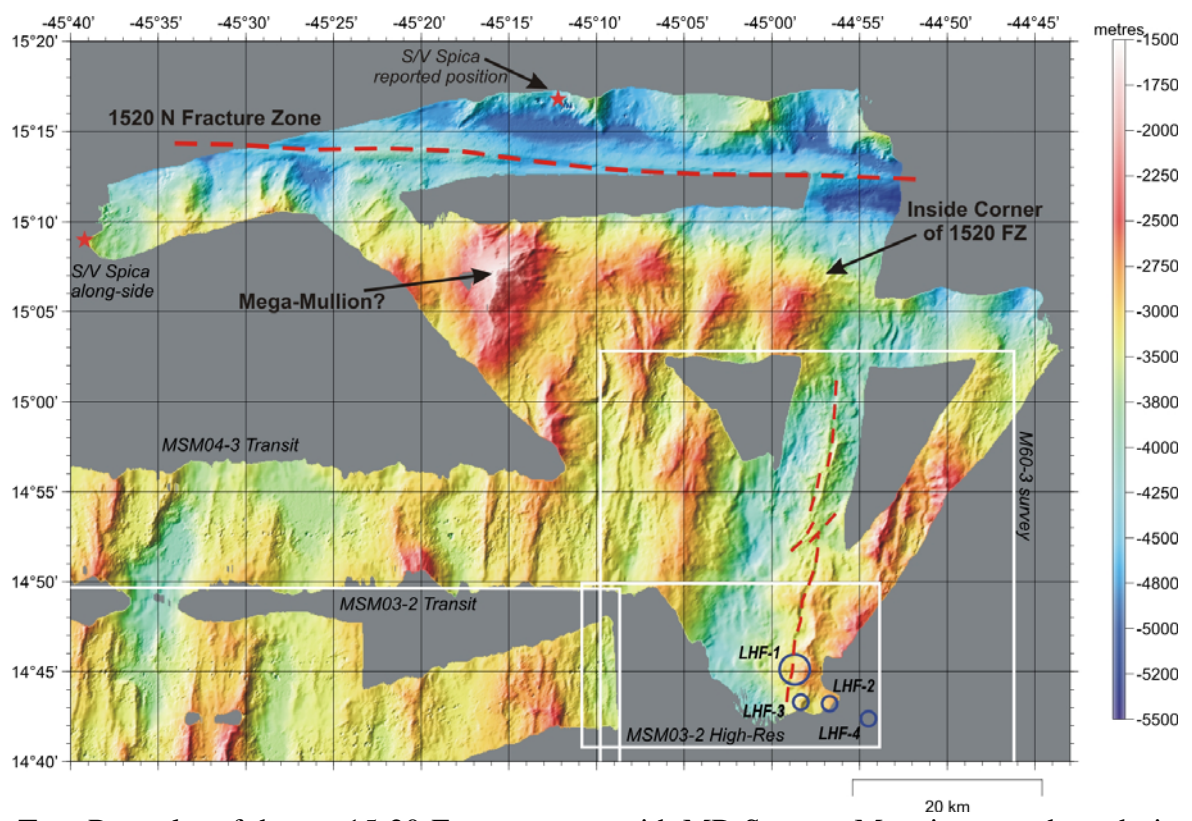 -45°40' -45°35' -45°30' -45°25' -45°20' -45°15' -45°10' -45°05' -45°00' -44°55' -44°50' -44°45'
metres
15°20'
15°15'
15°10'
15°05'
15°00'
14°55'
14°50'
14°45'
14°40'
S/V Spica
reported position
1520 N Fracture Zone
Inside Corner
of 1520 FZ
S/V Spica
along-side
Mega-Mullion?
MSM04-3 Transit
M60-3 survey
MSM03-2 Transit
LHF-1
LHF-2
LHF-3
LHF-4
MSM03-2 High-Res
20 km
-1500
-1750
-2000
-2250
-2500
-2750
-3000
-3500
-3800
-4000
-4250
-4500
-4800
-5000
-5250
-5500